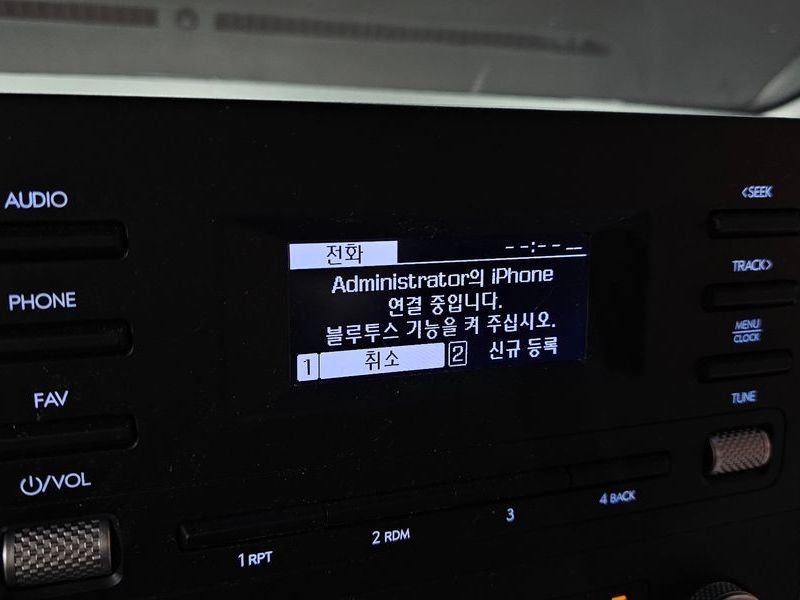 AUDIO
PHONE
FAV
⏻/VOL
전화
--:-- --
Administrator의 iPhone
연결 중입니다.
블루투스 기능을 켜 주십시오.
1 취소 2 신규 등록
<SEEK
TRACK>
MENU
CLOCK
TUNE
1 RPT
2 RDM
3
4 BACK